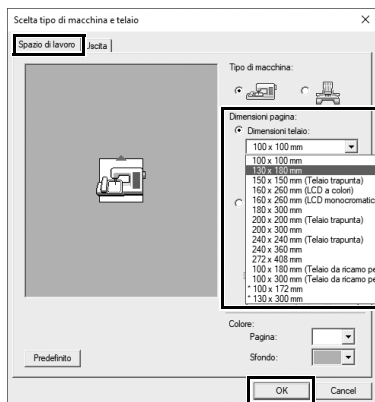 Scelta tipo di macchina e telaio
Spazio di lavoro
Uscita
Tipo di macchina:
Dimensioni pagina:
Dimensioni telaio:
100 x 100 mm
100 x 100 mm
130 x 180 mm
150 x 150 mm (Telaio trapunta)
160 x 260 mm (LCD a colori)
160 x 260 mm (LCD monocromatic
180 x 300 mm
200 x 200 mm (Telaio trapunta)
200 x 300 mm
240 x 240 mm (Telaio trapunta)
240 x 360 mm
272 x 408 mm
100 x 180 mm (Telaio da ricamo pe
100 x 300 mm (Telaio da ricamo pe
* 100 x 172 mm
* 130 x 300 mm
Colore:
Pagina:
Sfondo:
Predefinito
OK
Cancel